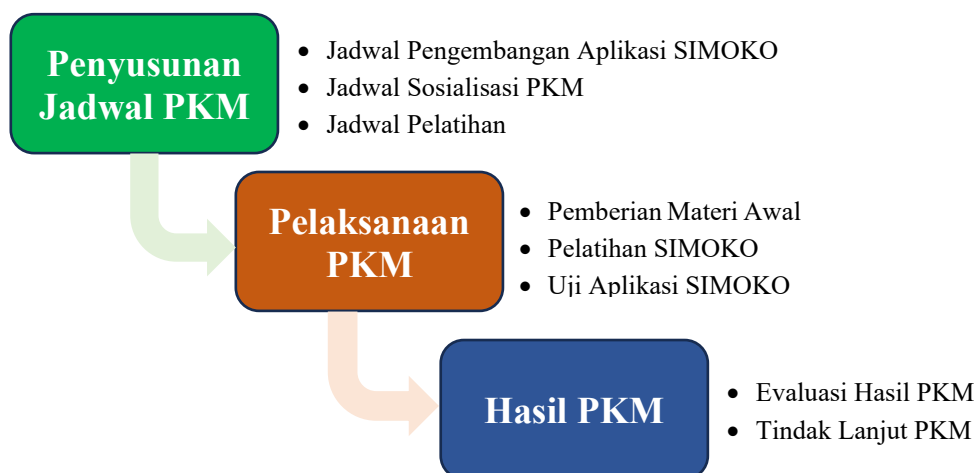 Penyusunan
Jadwal PKM
• Jadwal Pengembangan Aplikasi SIMOKO
• Jadwal Sosialisasi PKM
• Jadwal Pelatihan
Pelaksanaan
PKM
• Pemberian Materi Awal
• Pelatihan SIMOKO
• Uji Aplikasi SIMOKO
Hasil PKM
• Evaluasi Hasil PKM
• Tindak Lanjut PKM